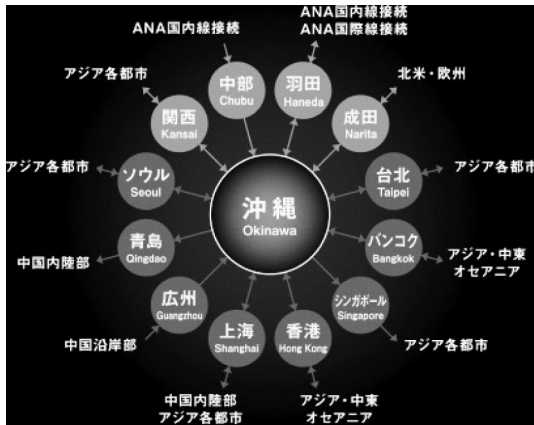 ANA国内線接続
ANA国際線接続
ANA国内線接続
アジア各都市
北米・欧州
中部
Chubu
羽田
Haneda
関西
Kansai
成田
Narita
アジア各都市
ソウル
Seoul
台北
Taipei
アジア各都市
沖縄
Okinawa
中国内陸部
青島
Qingdao
バンコク
Bangkok
アジア・中東
オセアニア
広州
Guangzhou
シンガポール
Singapore
中国沿岸部
上海
Shanghai
香港
Hong Kong
アジア各都市
中国内陸部
アジア各都市
アジア・中東
オセアニア